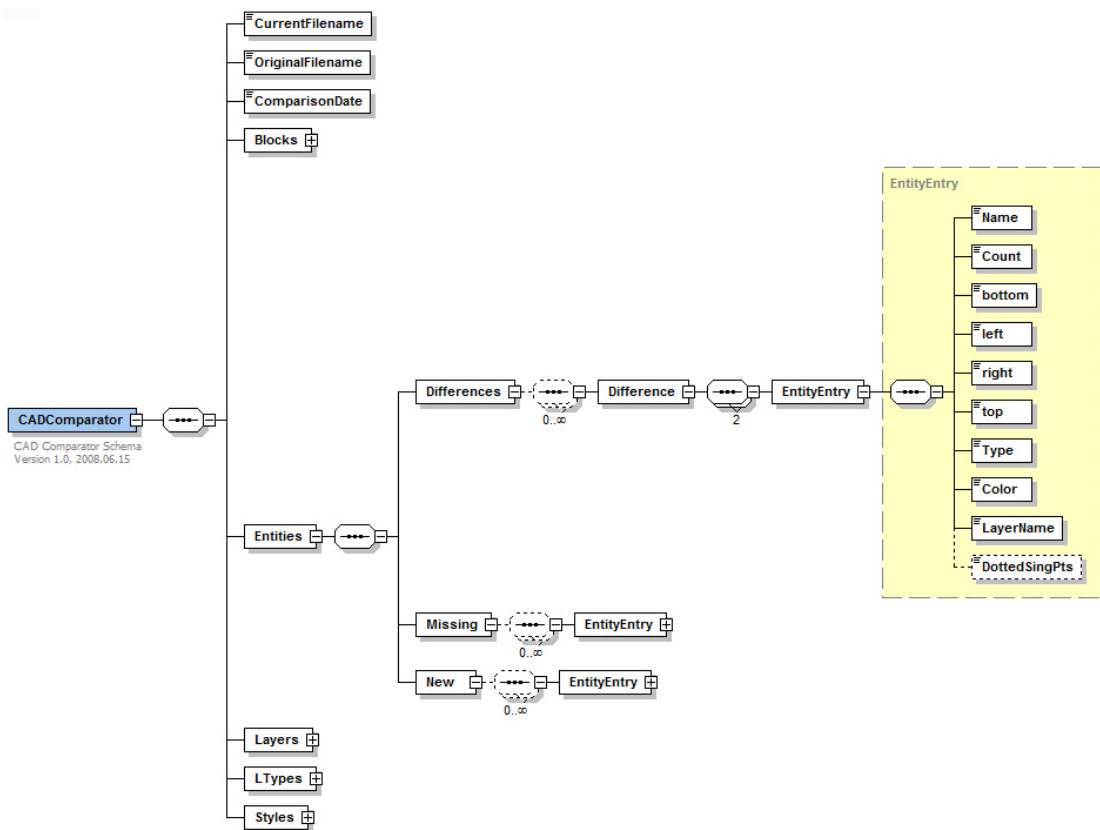 CurrentFilename
OriginalFilename
ComparisonDate
Blocks
EntityEntry
Name
Count
bottom
left
right
top
Type
Color
LayerName
DottedSingPts
Differences
0..∞
Difference
2
EntityEntry
CADComparator
CAD Comparator Schema
Version 1.0, 2008.06.15
Entities
Missing
0..∞
EntityEntry
New
0..∞
EntityEntry
Layers
LTypes
Styles